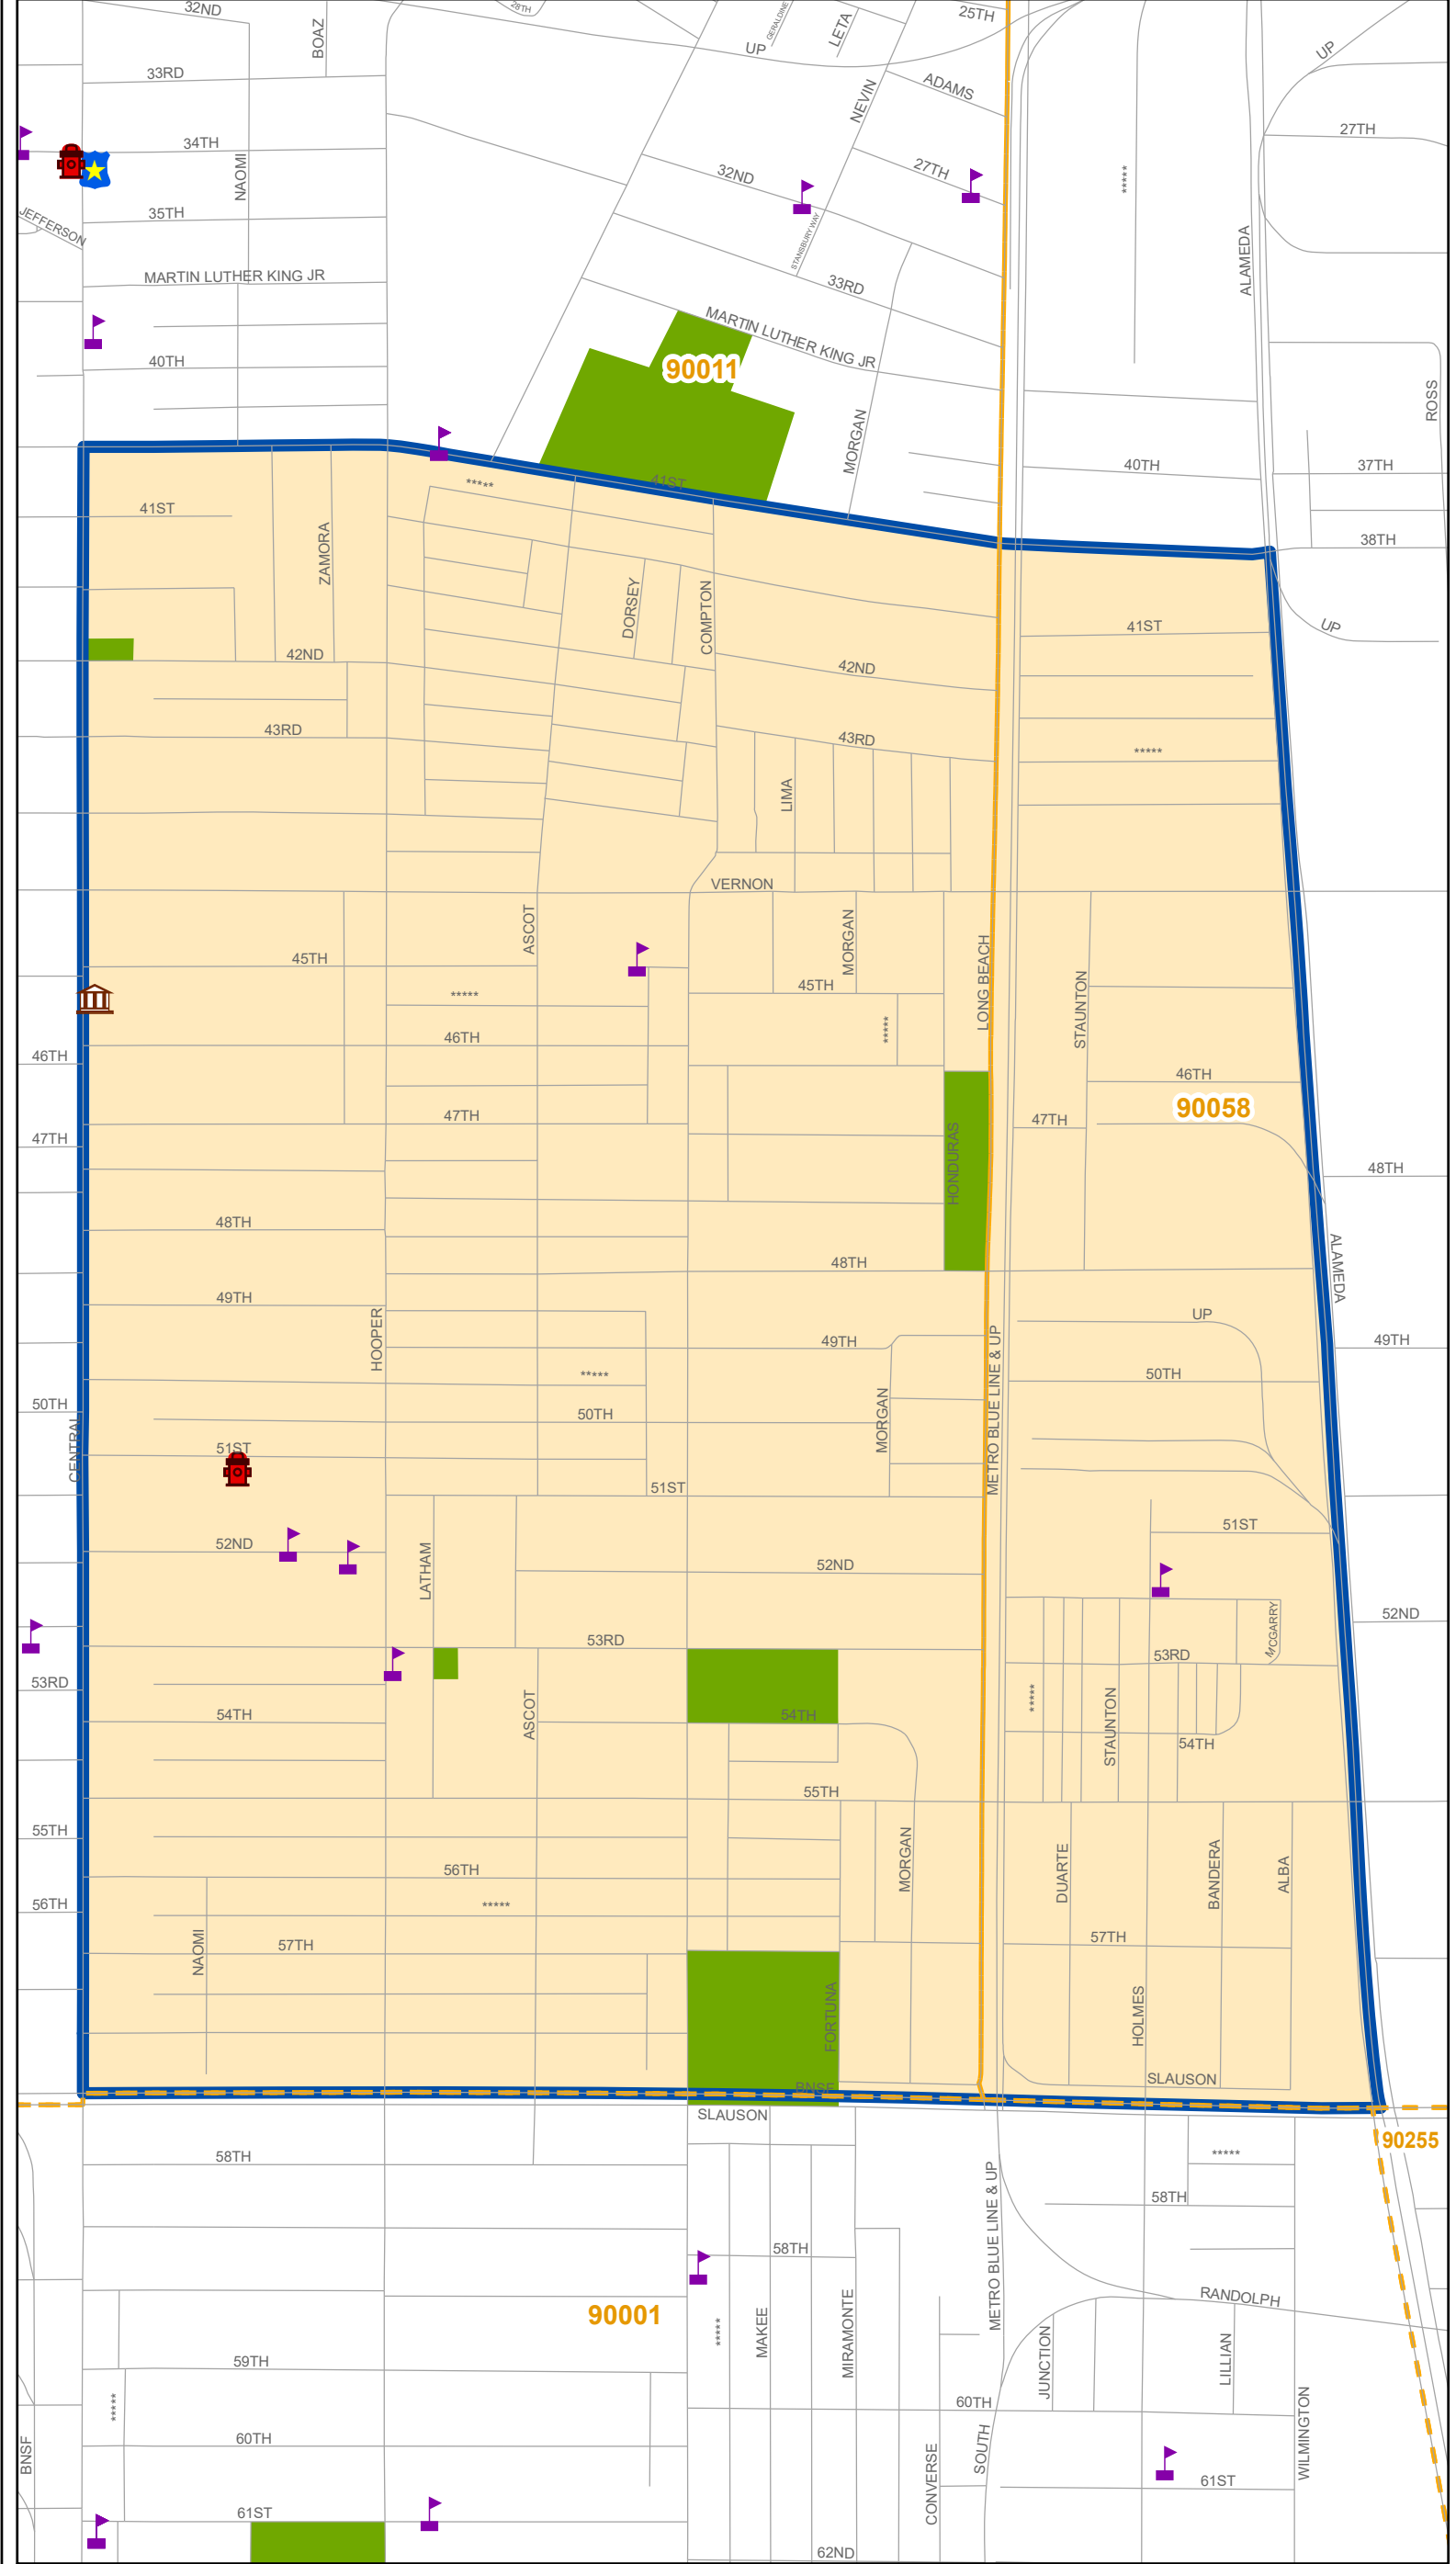 32ND
BOAZ
28TH
GERALDINE
LETA
25TH
UP
UP
33RD
NEVIN
ADAMS
27TH
34TH
NAOMI
32ND
27TH
*****
35TH
JEFFERSON
STANSBURY WAY
ALAMEDA
MARTIN LUTHER KING JR
33RD
MARTIN LUTHER KING JR
40TH
90011
ROSS
MORGAN
40TH
37TH
*****
41ST
41ST
38TH
ZAMORA
DORSEY
COMPTON
41ST
UP
42ND
42ND
43RD
43RD
*****
LIMA
VERNON
ASCOT
MORGAN
LONG BEACH
45TH
45TH
STAUNTON
*****
*****
46TH
46TH
46TH
90058
47TH
47TH
47TH
HONDURAS
48TH
48TH
48TH
ALAMEDA
49TH
HOOPER
UP
49TH
49TH
METRO BLUE LINE & UP
*****
50TH
50TH
50TH
MORGAN
CENTRAL
51ST
51ST
51ST
52ND
LATHAM
52ND
52ND
MCGARRY
53RD
53RD
53RD
*****
54TH
ASCOT
54TH
STAUNTON
54TH
55TH
55TH
MORGAN
DUARTE
BANDERA
ALBA
56TH
56TH
*****
NAOMI
57TH
57TH
FORTUNA
HOLMES
SLAUSON
BNSF
SLAUSON
90255
58TH
*****
METRO BLUE LINE & UP
58TH
58TH
RANDOLPH
90001
*****
MAKEE
MIRAMONTE
JUNCTION
LILLIAN
59TH
*****
60TH
WILMINGTON
60TH
BNSF
CONVERSE
SOUTH
61ST
61ST
62ND